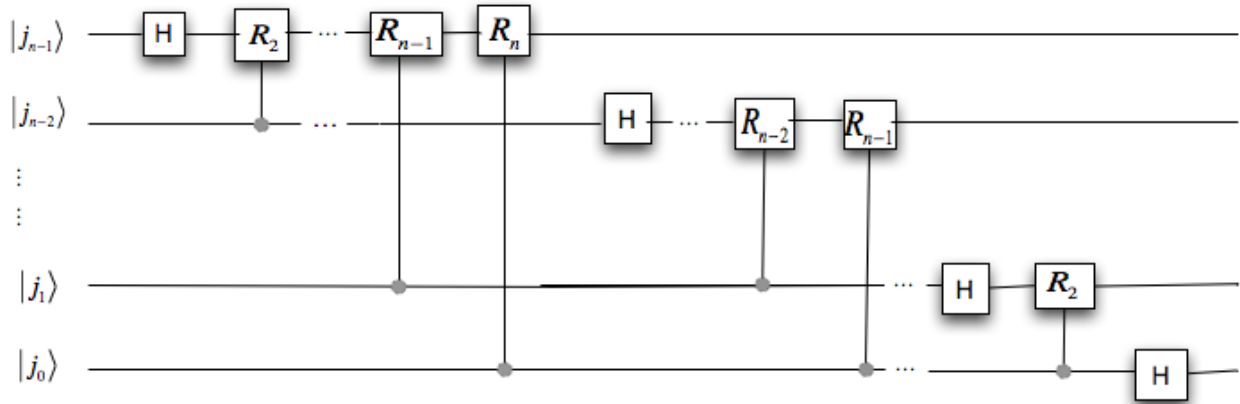 |j_{n-1}⟩ H R_2 ... R_{n-1} R_n
|j_{n-2}⟩ ... H ... R_{n-2} R_{n-1}
⋮
⋮
|j_1⟩ ... H R_2
|j_0⟩ ... H